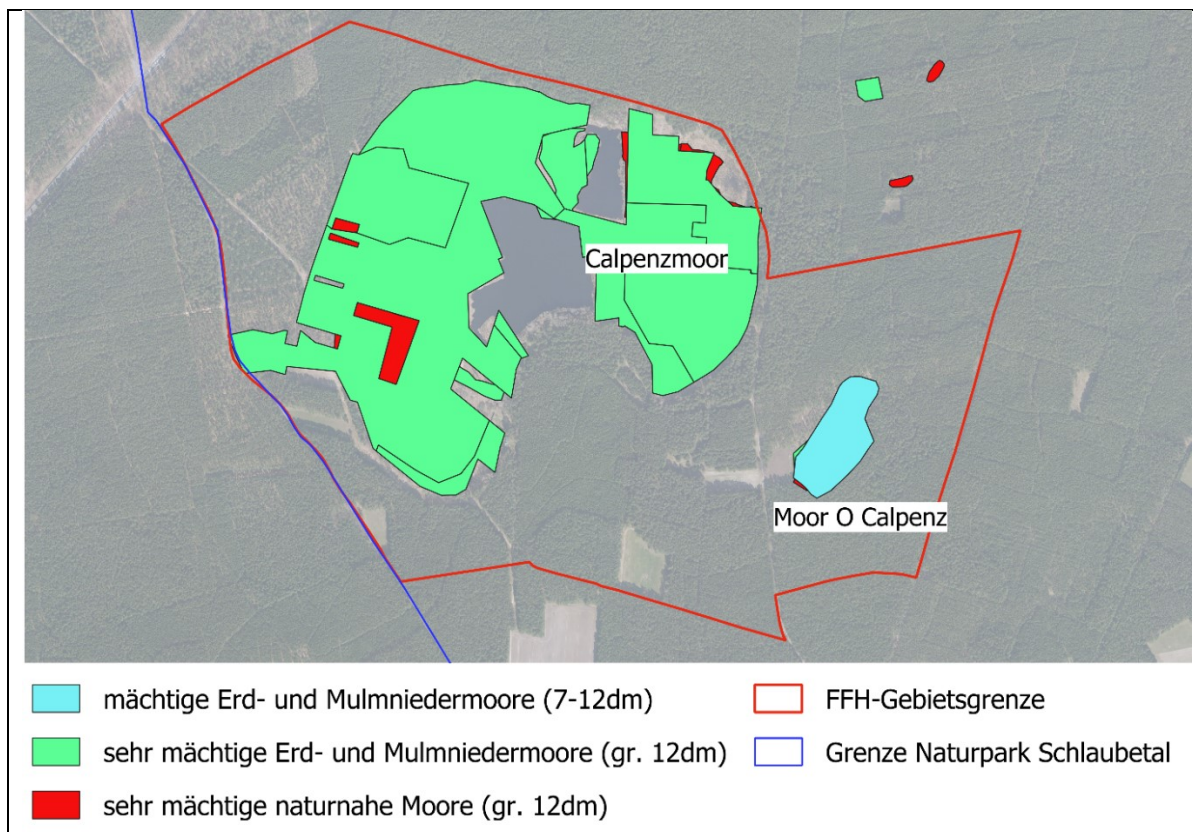 Calpenzmoor
Moor O Calpenz
mächtige Erd- und Mulmniedermoore (7-12dm)
FFH-Gebietsgrenze
sehr mächtige Erd- und Mulmniedermoore (gr. 12dm)
Grenze Naturpark Schlaubetal
sehr mächtige naturnahe Moore (gr. 12dm)